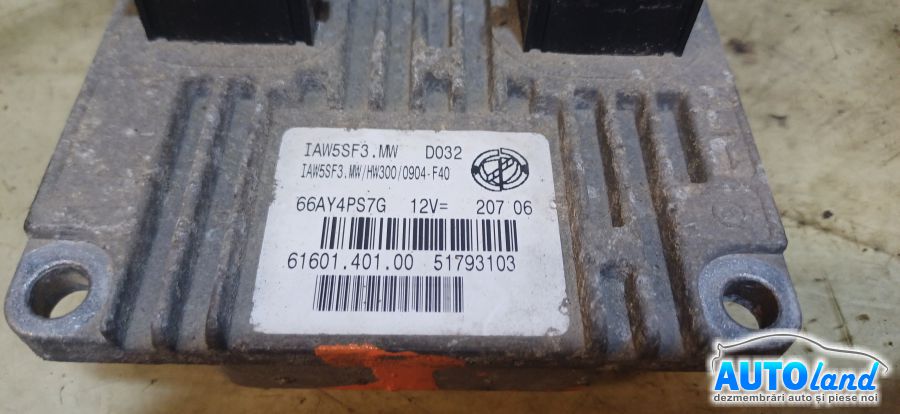 IAW5SF3.MW D032
IAW5SF3.MW/HW300/0904-F40
66AY4PS7G 12V= 207 06
61601.401.00 51793103
AUTOland
dezmembrări auto și piese noi